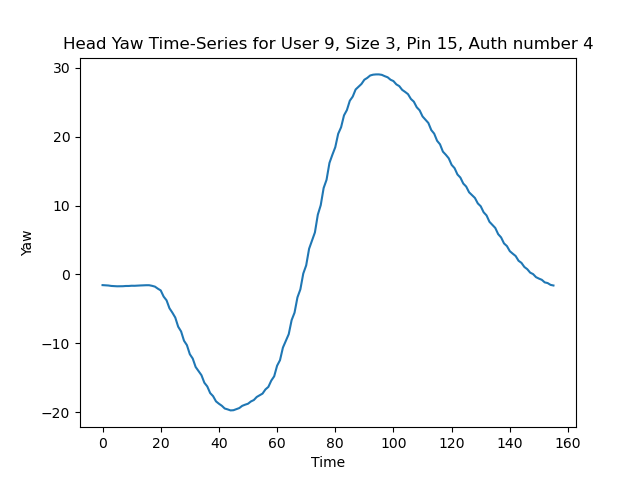 Head Yaw Time-Series for User 9, Size 3, Pin 15, Auth number 4
30
20
10
0
−10
−20
Yaw
0 20 40 60 80 100 120 140 160
Time